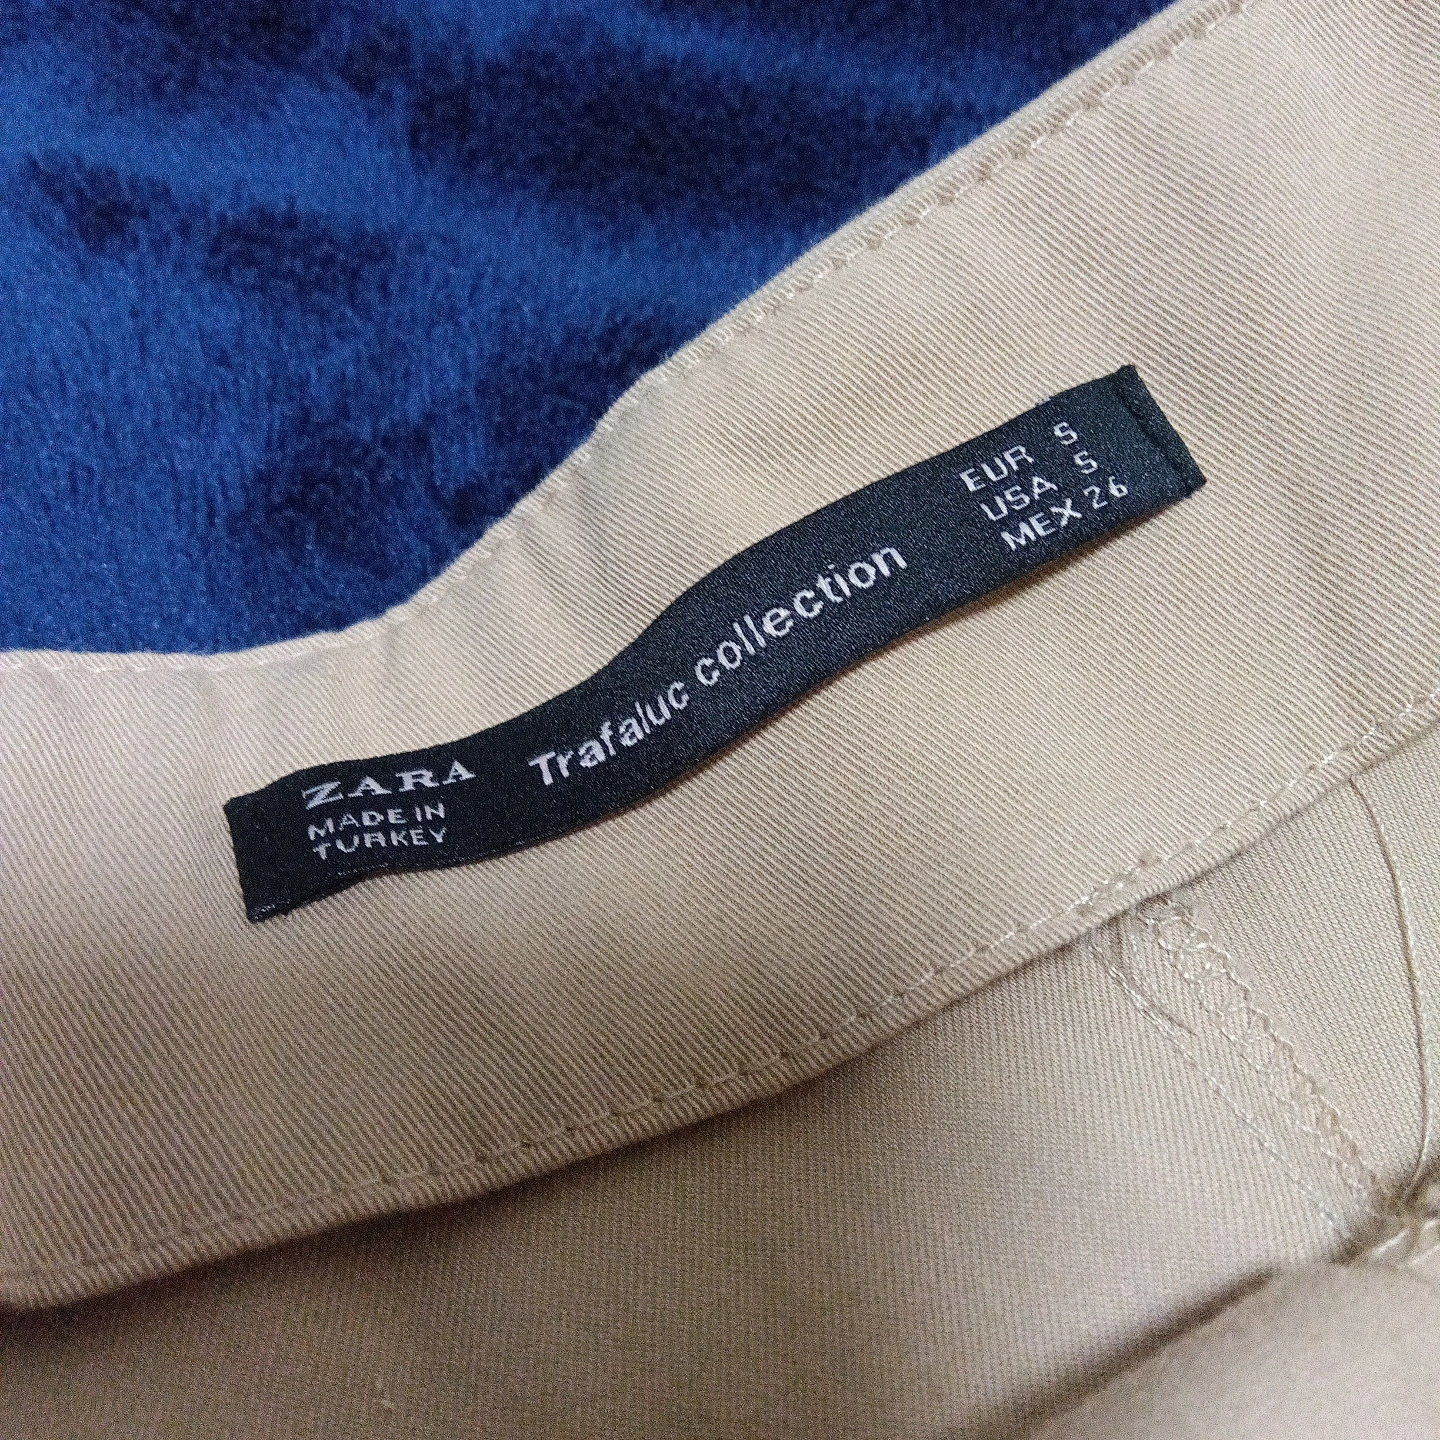 ZARA
MADE IN
TURKEY
Trafaluc collection
EUR S
USA S
MEX 26